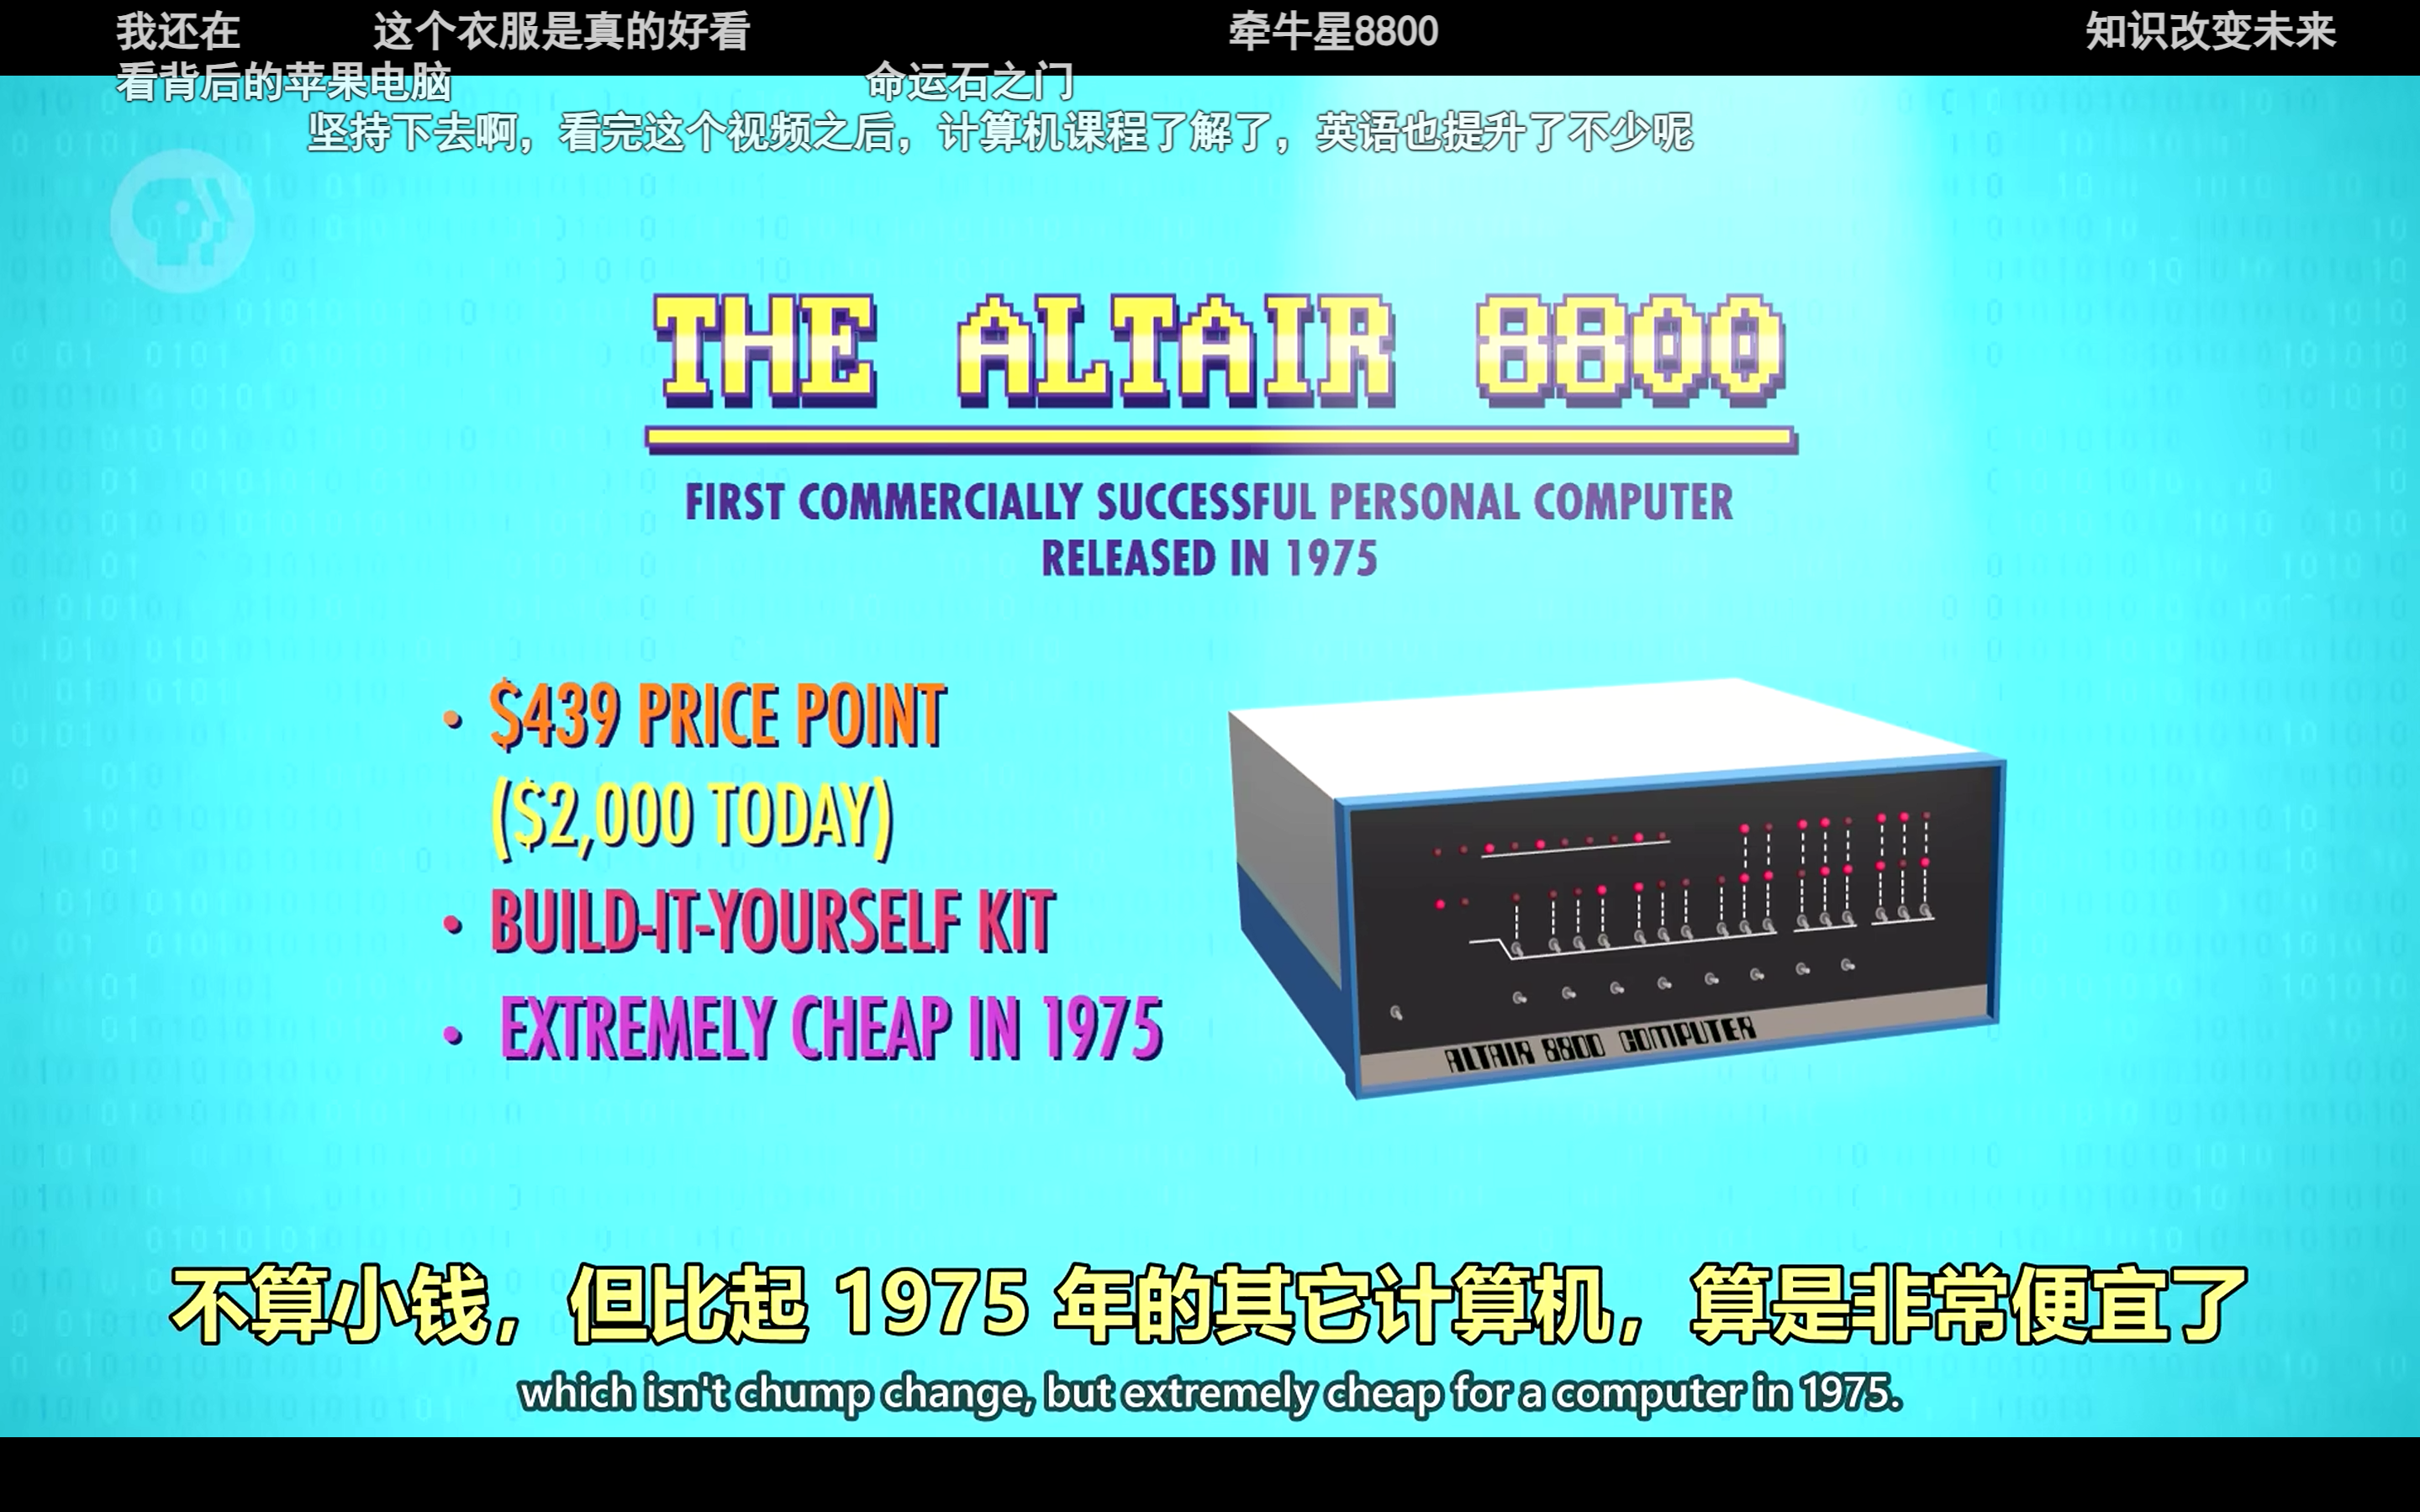 我还在 这个衣服是真的好看 牵牛星8800 知识改变未来
看背后的苹果电脑 命运石之门
坚持下去啊，看完这个视频之后，计算机课程了解了，英语也提升了不少呢
THE ALTAIR 8800
FIRST COMMERCIALLY SUCCESSFUL PERSONAL COMPUTER
RELEASED IN 1975
• $439 PRICE POINT
($2,000 TODAY)
• BUILD-IT-YOURSELF KIT
• EXTREMELY CHEAP IN 1975
ALTAIR 8800 COMPUTER
不算小钱，但比起 1975 年的其它计算机，算是非常便宜了
which isn't chump change, but extremely cheap for a computer in 1975.